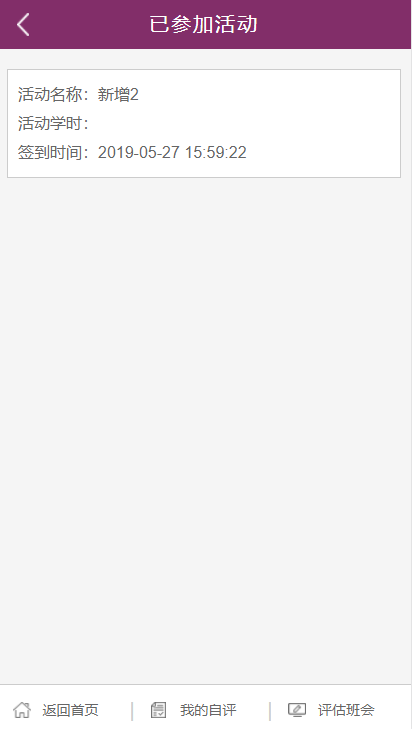 已参加活动
活动名称：新增2
活动学时：
签到时间：2019-05-27 15:59:22
返回首页 | 我的自评 | 评估班会